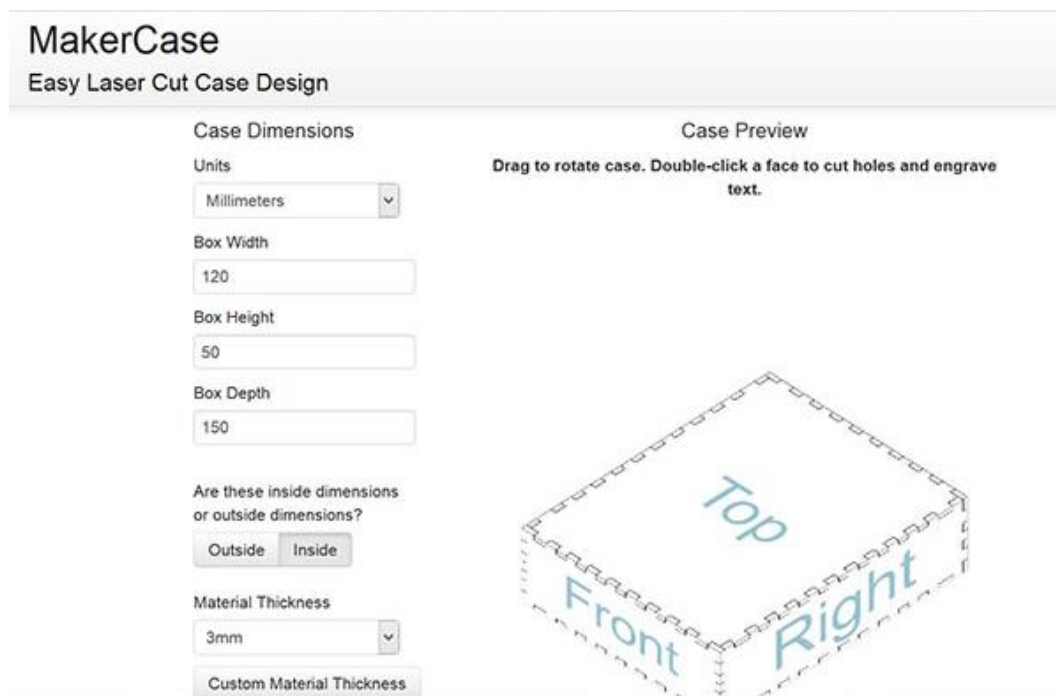 MakerCase
Easy Laser Cut Case Design
Case Dimensions
Units
Millimeters
Box Width
120
Box Height
50
Box Depth
150
Are these inside dimensions
or outside dimensions?
Outside Inside
Material Thickness
3mm
Custom Material Thickness
Case Preview
Drag to rotate case. Double-click a face to cut holes and engrave
text.
Top
Front
Right